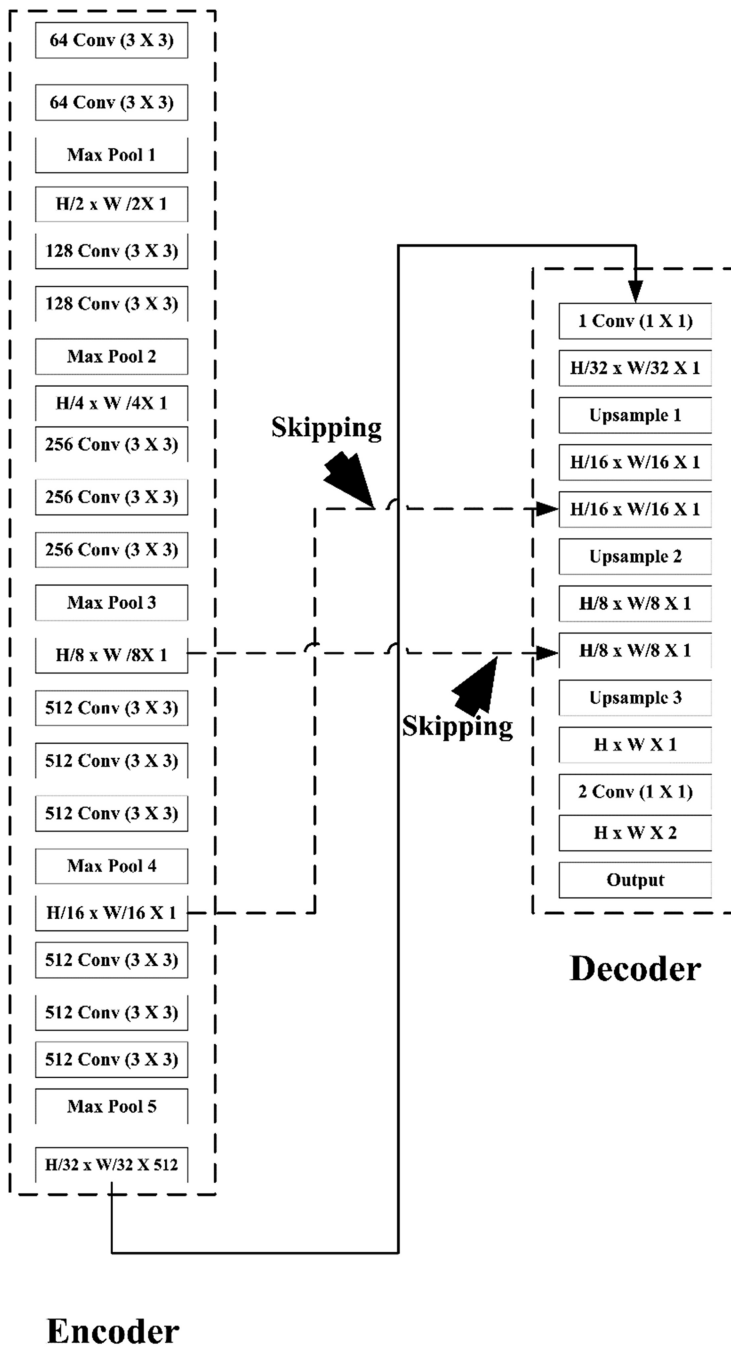 64 Conv (3 X 3)
64 Conv (3 X 3)
Max Pool 1
H/2 x W /2X 1
128 Conv (3 X 3)
128 Conv (3 X 3)
Max Pool 2
H/4 x W /4X 1
256 Conv (3 X 3)
256 Conv (3 X 3)
256 Conv (3 X 3)
Max Pool 3
H/8 x W /8X 1
512 Conv (3 X 3)
512 Conv (3 X 3)
512 Conv (3 X 3)
Max Pool 4
H/16 x W/16 X 1
512 Conv (3 X 3)
512 Conv (3 X 3)
512 Conv (3 X 3)
Max Pool 5
H/32 x W/32 X 512
Encoder
Skipping
Skipping
1 Conv (1 X 1)
H/32 x W/32 X 1
Upsample 1
H/16 x W/16 X 1
H/16 x W/16 X 1
Upsample 2
H/8 x W/8 X 1
H/8 x W/8 X 1
Upsample 3
H x W X 1
2 Conv (1 X 1)
H x W X 2
Output
Decoder